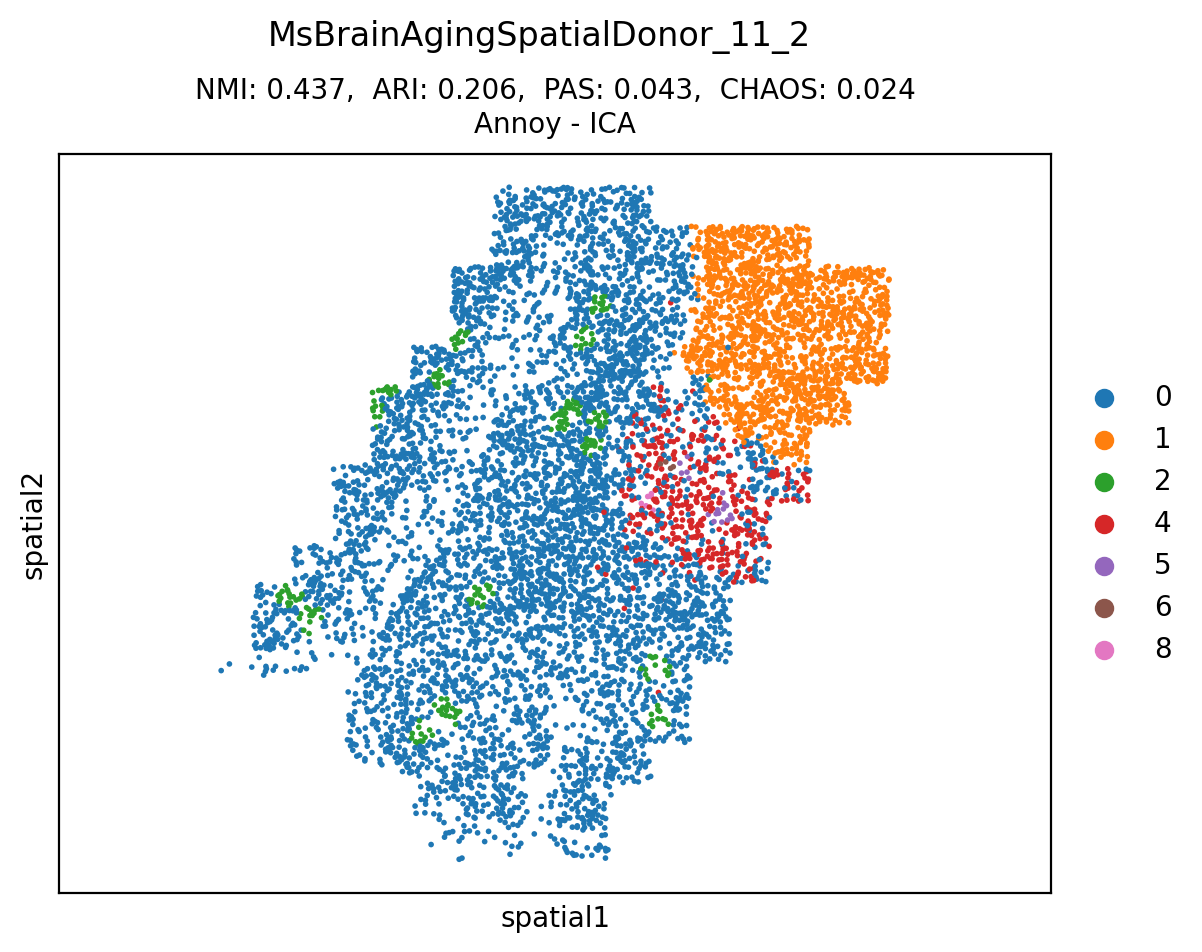 MsBrainAgingSpatialDonor_11_2
NMI: 0.437,  ARI: 0.206,  PAS: 0.043,  CHAOS: 0.024
Annoy - ICA
0
1
2
4
5
6
8
spatial2
spatial1